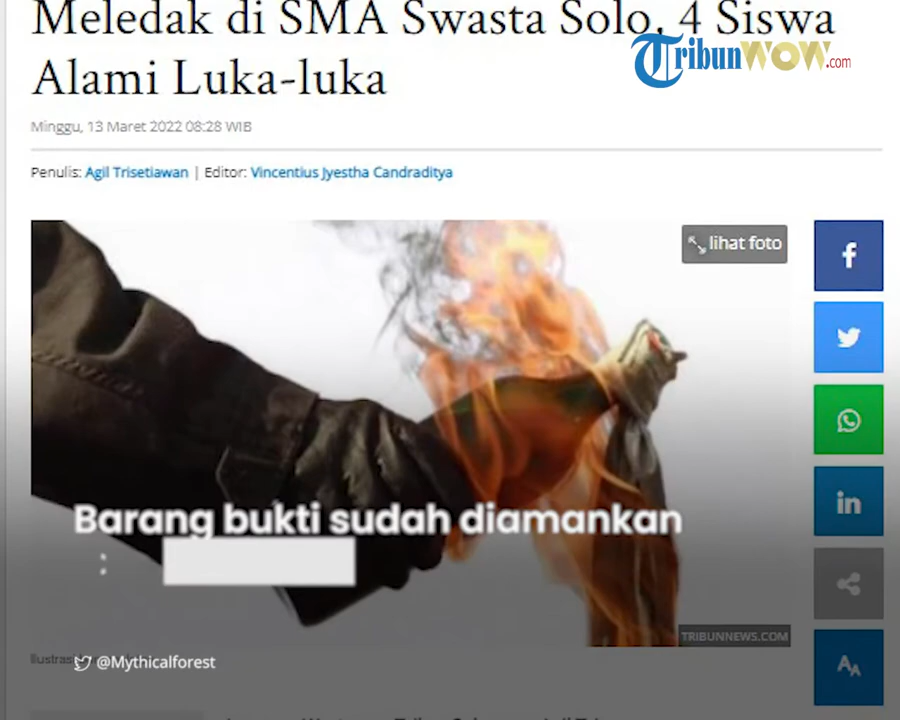 Meledak di SMA Swasta Solo, 4 Siswa
TribunWOW.com
Alami Luka-luka
Minggu, 13 Maret 2022 08:28 WIB
Penulis: Agil Trisetiawan | Editor: Vincentius Jyestha Candraditya
lihat foto
Barang bukti sudah diamankan
:
TRIBUNNEWS.COM
@Mythicalforest